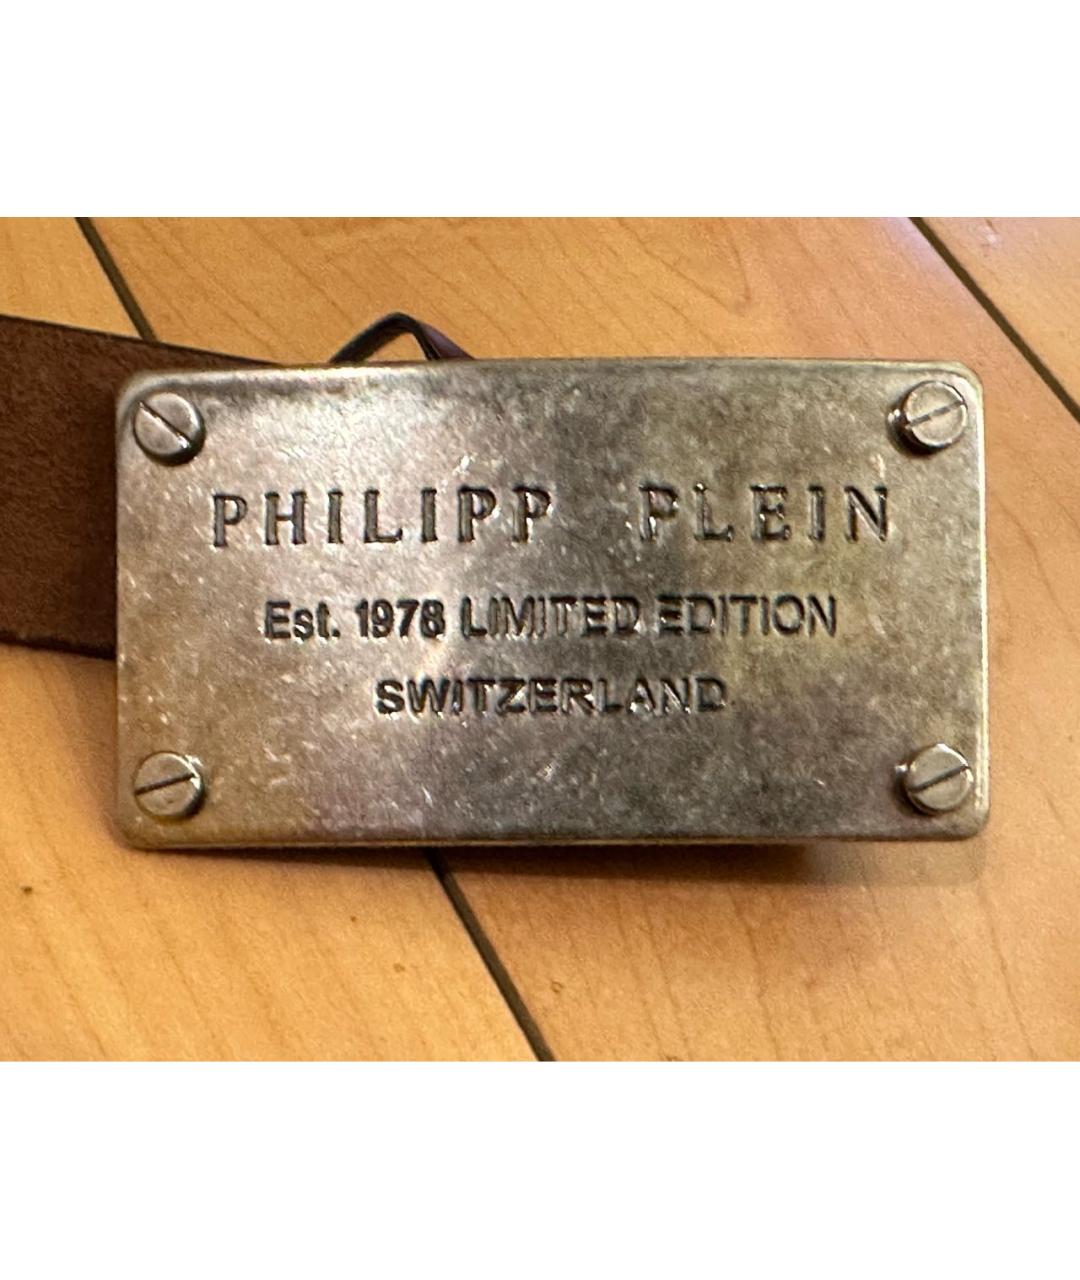 PHILIPP PLEIN
Est. 1978 LIMITED EDITION
SWITZERLAND